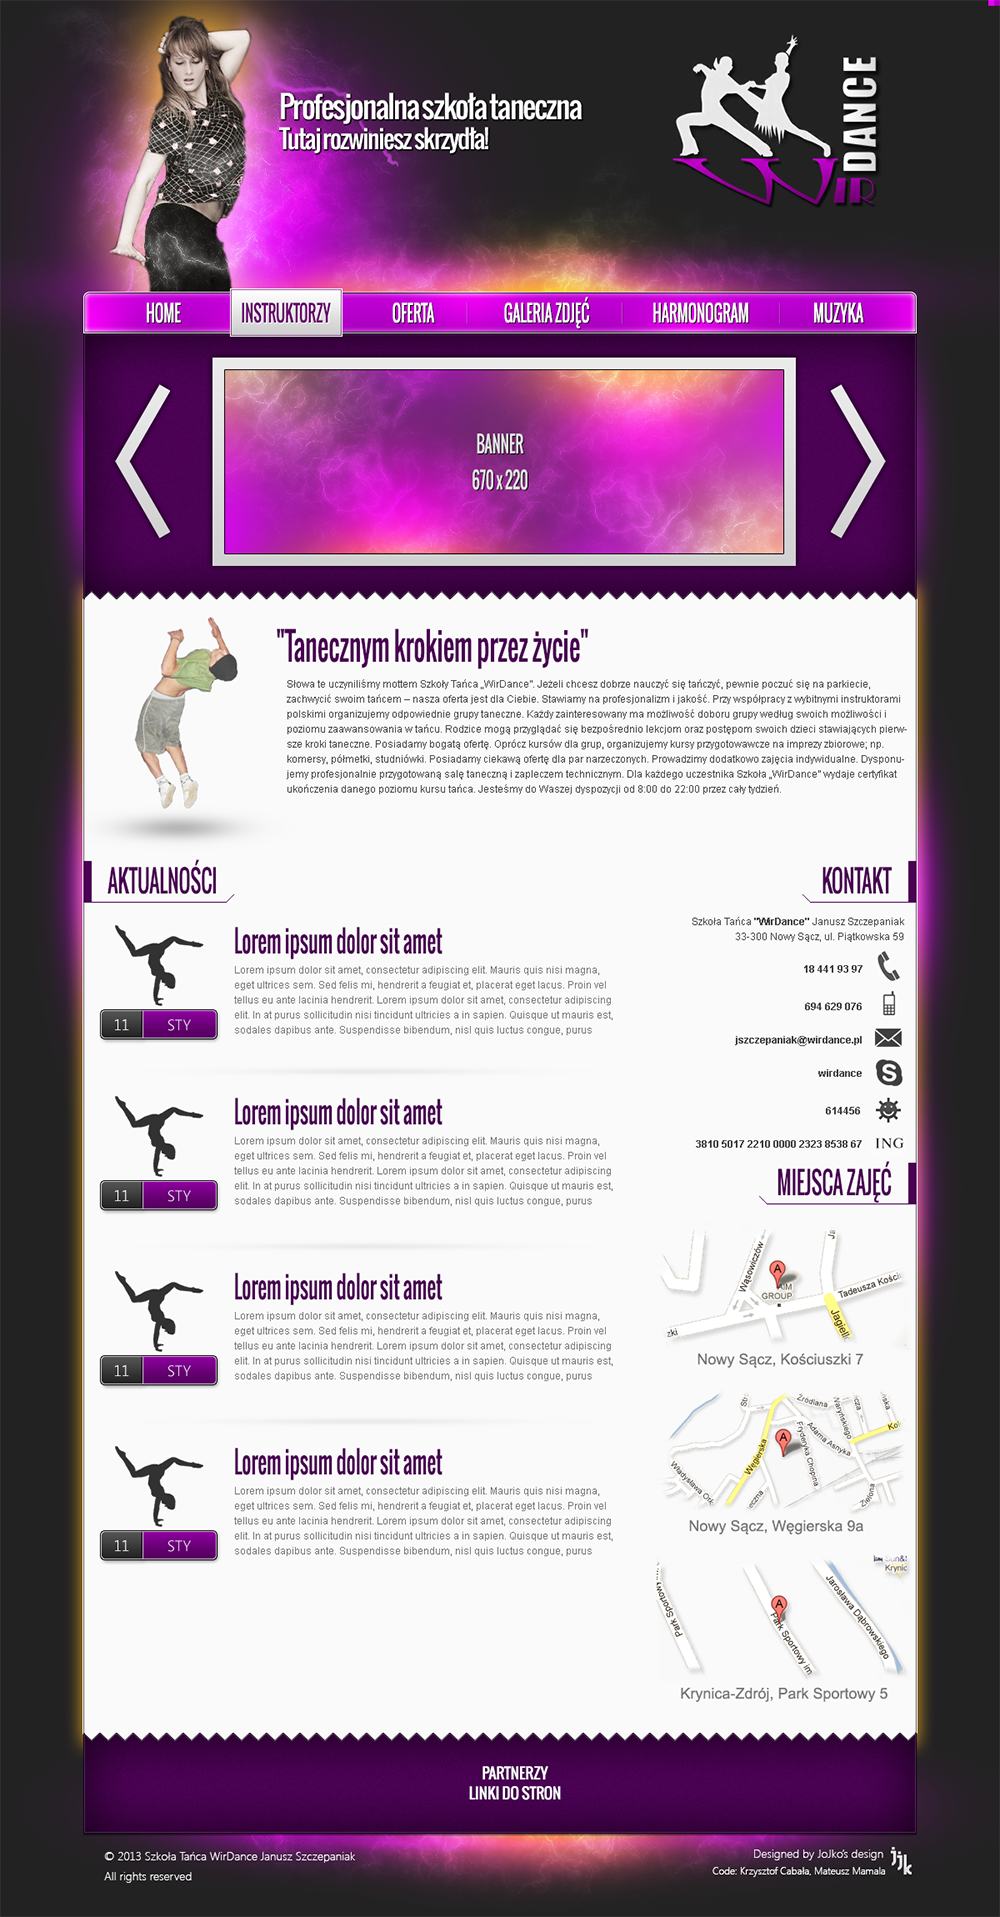 Profesjonalna szkoła taneczna
Tutaj rozwiniesz skrzydła!
WIR DANCE
HOME INSTRUKTORZY OFERTA GALERIA ZDJĘĆ HARMONOGRAM MUZYKA
BANNER
670 x 220
"Tanecznym krokiem przez życie"
Słowa te uczyniliśmy mottem Szkoły Tańca „WirDance". Jeżeli chcesz dobrze nauczyć się tańczyć, pewnie poczuć się na parkiecie,
zachwycić swoim tańcem – nasza oferta jest dla Ciebie. Stawiamy na profesjonalizm i jakość. Przy współpracy z wybitnymi instruktorami
polskimi organizujemy odpowiednie grupy taneczne. Każdy zainteresowany ma możliwość doboru grupy według swoich możliwości i
poziomu zaawansowania w tańcu. Rodzice mogą przyglądać się bezpośrednio lekcjom oraz postępom swoich dzieci stawiających pierw-
sze kroki taneczne. Posiadamy bogatą ofertę. Oprócz kursów dla grup, organizujemy kursy przygotowawcze na imprezy zbiorowe; np.
komersy, półmetki, studniówki. Posiadamy ciekawą ofertę dla par narzeczonych. Prowadzimy dodatkowo zajęcia indywidualne. Dysponu-
jemy profesjonalnie przygotowaną salę taneczną i zapleczem technicznym. Dla każdego uczestnika Szkoła „WirDance" wydaje certyfikat
ukończenia danego poziomu kursu tańca. Jesteśmy do Waszej dyspozycji od 8:00 do 22:00 przez cały tydzień.
AKTUALNOŚCI
Lorem ipsum dolor sit amet
Lorem ipsum dolor sit amet, consectetur adipiscing elit. Mauris quis nisi magna,
eget ultrices sem. Sed felis mi, hendrerit a feugiat et, placerat eget lacus. Proin vel
tellus eu ante lacinia hendrerit. Lorem ipsum dolor sit amet, consectetur adipiscing
elit. In at purus sollicitudin nisi tincidunt ultricies a in sapien. Quisque ut mauris est,
sodales dapibus ante. Suspendisse bibendum, nisl quis luctus congue, purus
11 STY
Lorem ipsum dolor sit amet
Lorem ipsum dolor sit amet, consectetur adipiscing elit. Mauris quis nisi magna,
eget ultrices sem. Sed felis mi, hendrerit a feugiat et, placerat eget lacus. Proin vel
tellus eu ante lacinia hendrerit. Lorem ipsum dolor sit amet, consectetur adipiscing
elit. In at purus sollicitudin nisi tincidunt ultricies a in sapien. Quisque ut mauris est,
sodales dapibus ante. Suspendisse bibendum, nisl quis luctus congue, purus
11 STY
Lorem ipsum dolor sit amet
Lorem ipsum dolor sit amet, consectetur adipiscing elit. Mauris quis nisi magna,
eget ultrices sem. Sed felis mi, hendrerit a feugiat et, placerat eget lacus. Proin vel
tellus eu ante lacinia hendrerit. Lorem ipsum dolor sit amet, consectetur adipiscing
elit. In at purus sollicitudin nisi tincidunt ultricies a in sapien. Quisque ut mauris est,
sodales dapibus ante. Suspendisse bibendum, nisl quis luctus congue, purus
11 STY
Lorem ipsum dolor sit amet
Lorem ipsum dolor sit amet, consectetur adipiscing elit. Mauris quis nisi magna,
eget ultrices sem. Sed felis mi, hendrerit a feugiat et, placerat eget lacus. Proin vel
tellus eu ante lacinia hendrerit. Lorem ipsum dolor sit amet, consectetur adipiscing
elit. In at purus sollicitudin nisi tincidunt ultricies a in sapien. Quisque ut mauris est,
sodales dapibus ante. Suspendisse bibendum, nisl quis luctus congue, purus
11 STY
KONTAKT
Szkoła Tańca "WirDance" Janusz Szczepaniak
33-300 Nowy Sącz, ul. Piątkowska 59
18 441 93 97
694 629 076
jszczepaniak@wirdance.pl
wirdance
614456
3810 5017 2210 0000 2323 8538 67 ING
MIEJSCA ZAJĘĆ
Wąsowiczów
A
GROUP
Tadeusza Kości
Jagiell
zki
Nowy Sącz, Kościuszki 7
Źródlana
Naryńskiego
Adama Asnyka
Fryderyka Chopina
Węgierska
Władysława Ork
Zielona
A
Nowy Sącz, Węgierska 9a
Krynic
Park Sportowy
A
Park Sportowy im
Jarosława Dąbrowskiego
Krynica-Zdrój, Park Sportowy 5
PARTNERZY
LINKI DO STRON
© 2013 Szkoła Tańca WirDance Janusz Szczepaniak
All rights reserved
Designed by JoJko's design jjk
Code: Krzysztof Cabała, Mateusz Mamala